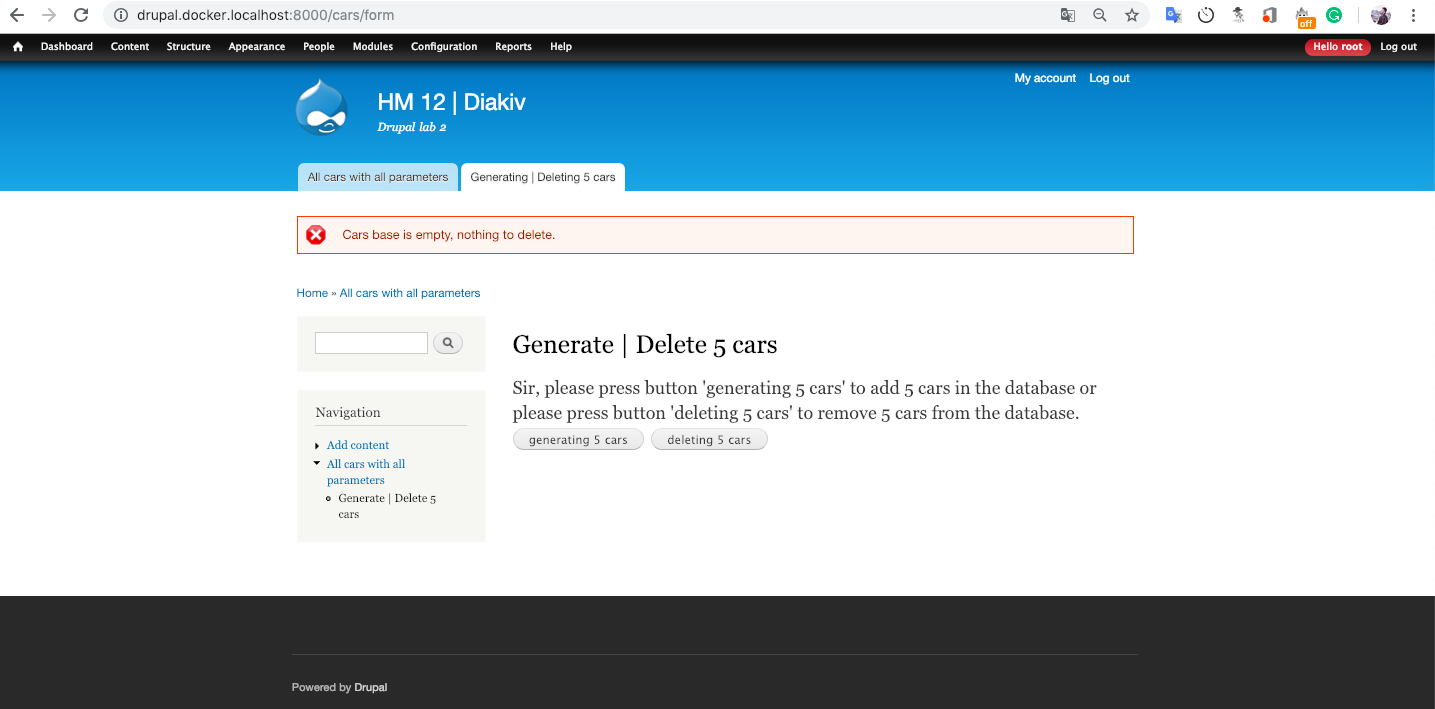 drupal.docker.localhost:8000/cars/form
off
Dashboard Content Structure Appearance People Modules Configuration Reports Help Hello root Log out
My account Log out
HM 12 | Diakiv
Drupal lab 2
All cars with all parameters Generating | Deleting 5 cars
Cars base is empty, nothing to delete.
Home » All cars with all parameters
Generate | Delete 5 cars
Sir, please press button 'generating 5 cars' to add 5 cars in the database or
please press button 'deleting 5 cars' to remove 5 cars from the database.
generating 5 cars deleting 5 cars
Navigation
Add content
All cars with all
parameters
Generate | Delete 5
cars
Powered by Drupal